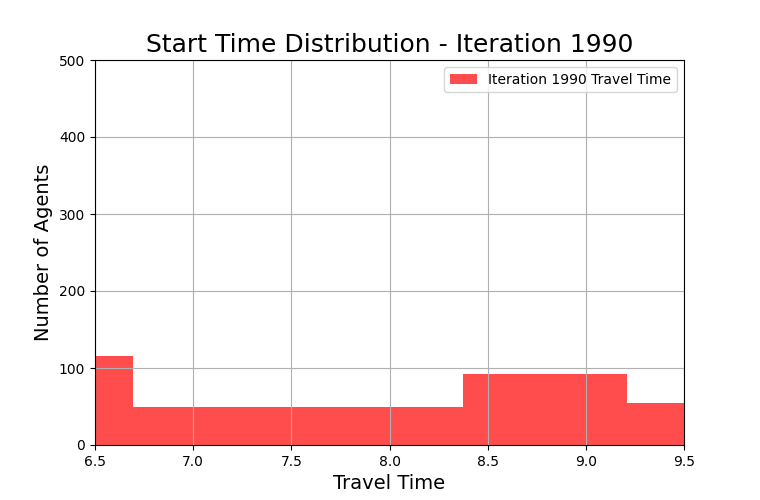 Start Time Distribution - Iteration 1990
500
400
300
200
100
0
Number of Agents
Iteration 1990 Travel Time
6.5 7.0 7.5 8.0 8.5 9.0 9.5
Travel Time